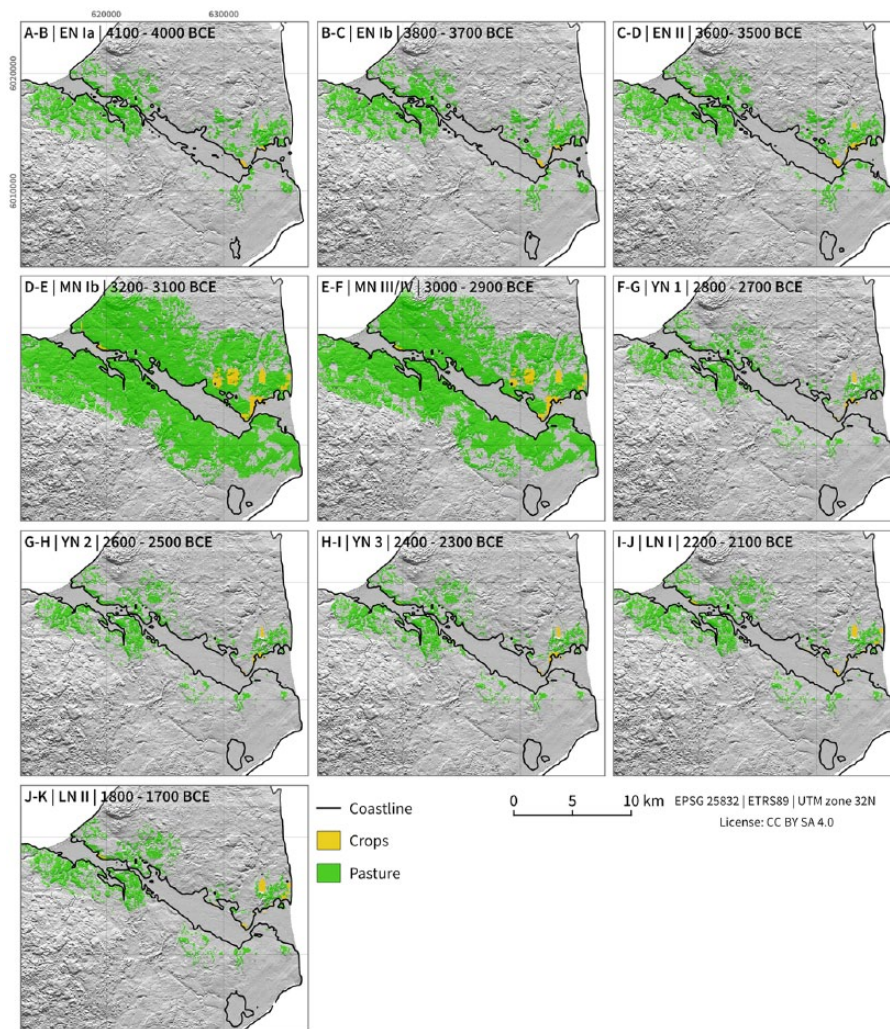 620000 630000
6020000
6010000
A-B | EN Ia | 4100 - 4000 BCE
B-C | EN Ib | 3800 - 3700 BCE
C-D | EN II | 3600 - 3500 BCE
D-E | MN Ib | 3200- 3100 BCE
E-F | MN III/IV | 3000 - 2900 BCE
F-G | YN 1 | 2800 - 2700 BCE
G-H | YN 2 | 2600 - 2500 BCE
H-I | YN 3 | 2400 - 2300 BCE
I-J | LN I | 2200 - 2100 BCE
J-K | LN II | 1800 - 1700 BCE
Coastline
Crops
Pasture
0 5 10 km
EPSG 25832 | ETRS89 | UTM zone 32N
License: CC BY SA 4.0